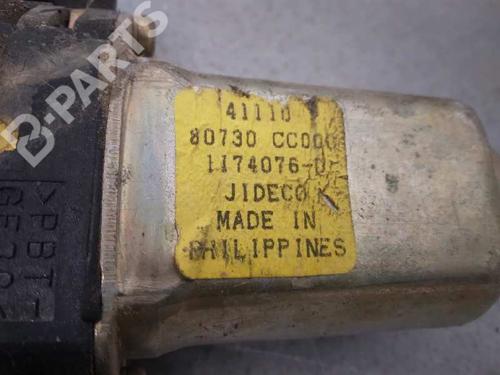 B-PARTS
41110
80730 CC000
1174076-
JIDECO
MADE IN
PHILIPPINES
>PBT-